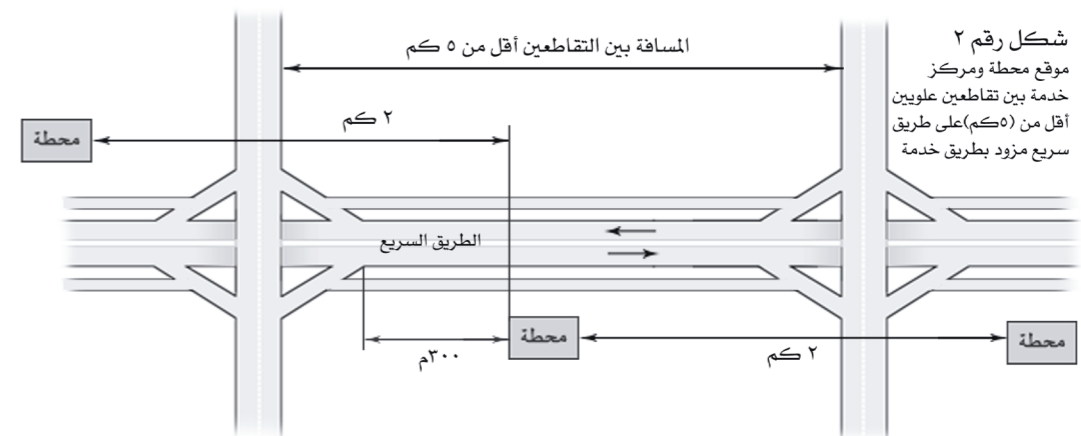 شكل رقم ٢
موقع محطة ومركز
خدمة بين تقاطعين علويين
أقل من (٥كم)على طريق
سريع مزود بطريق خدمة
المسافة بين التقاطعين أقل من ٥ كم
٢ كم
محطة
الطريق السريع
محطة
محطة
٣٠٠م
٢ كم